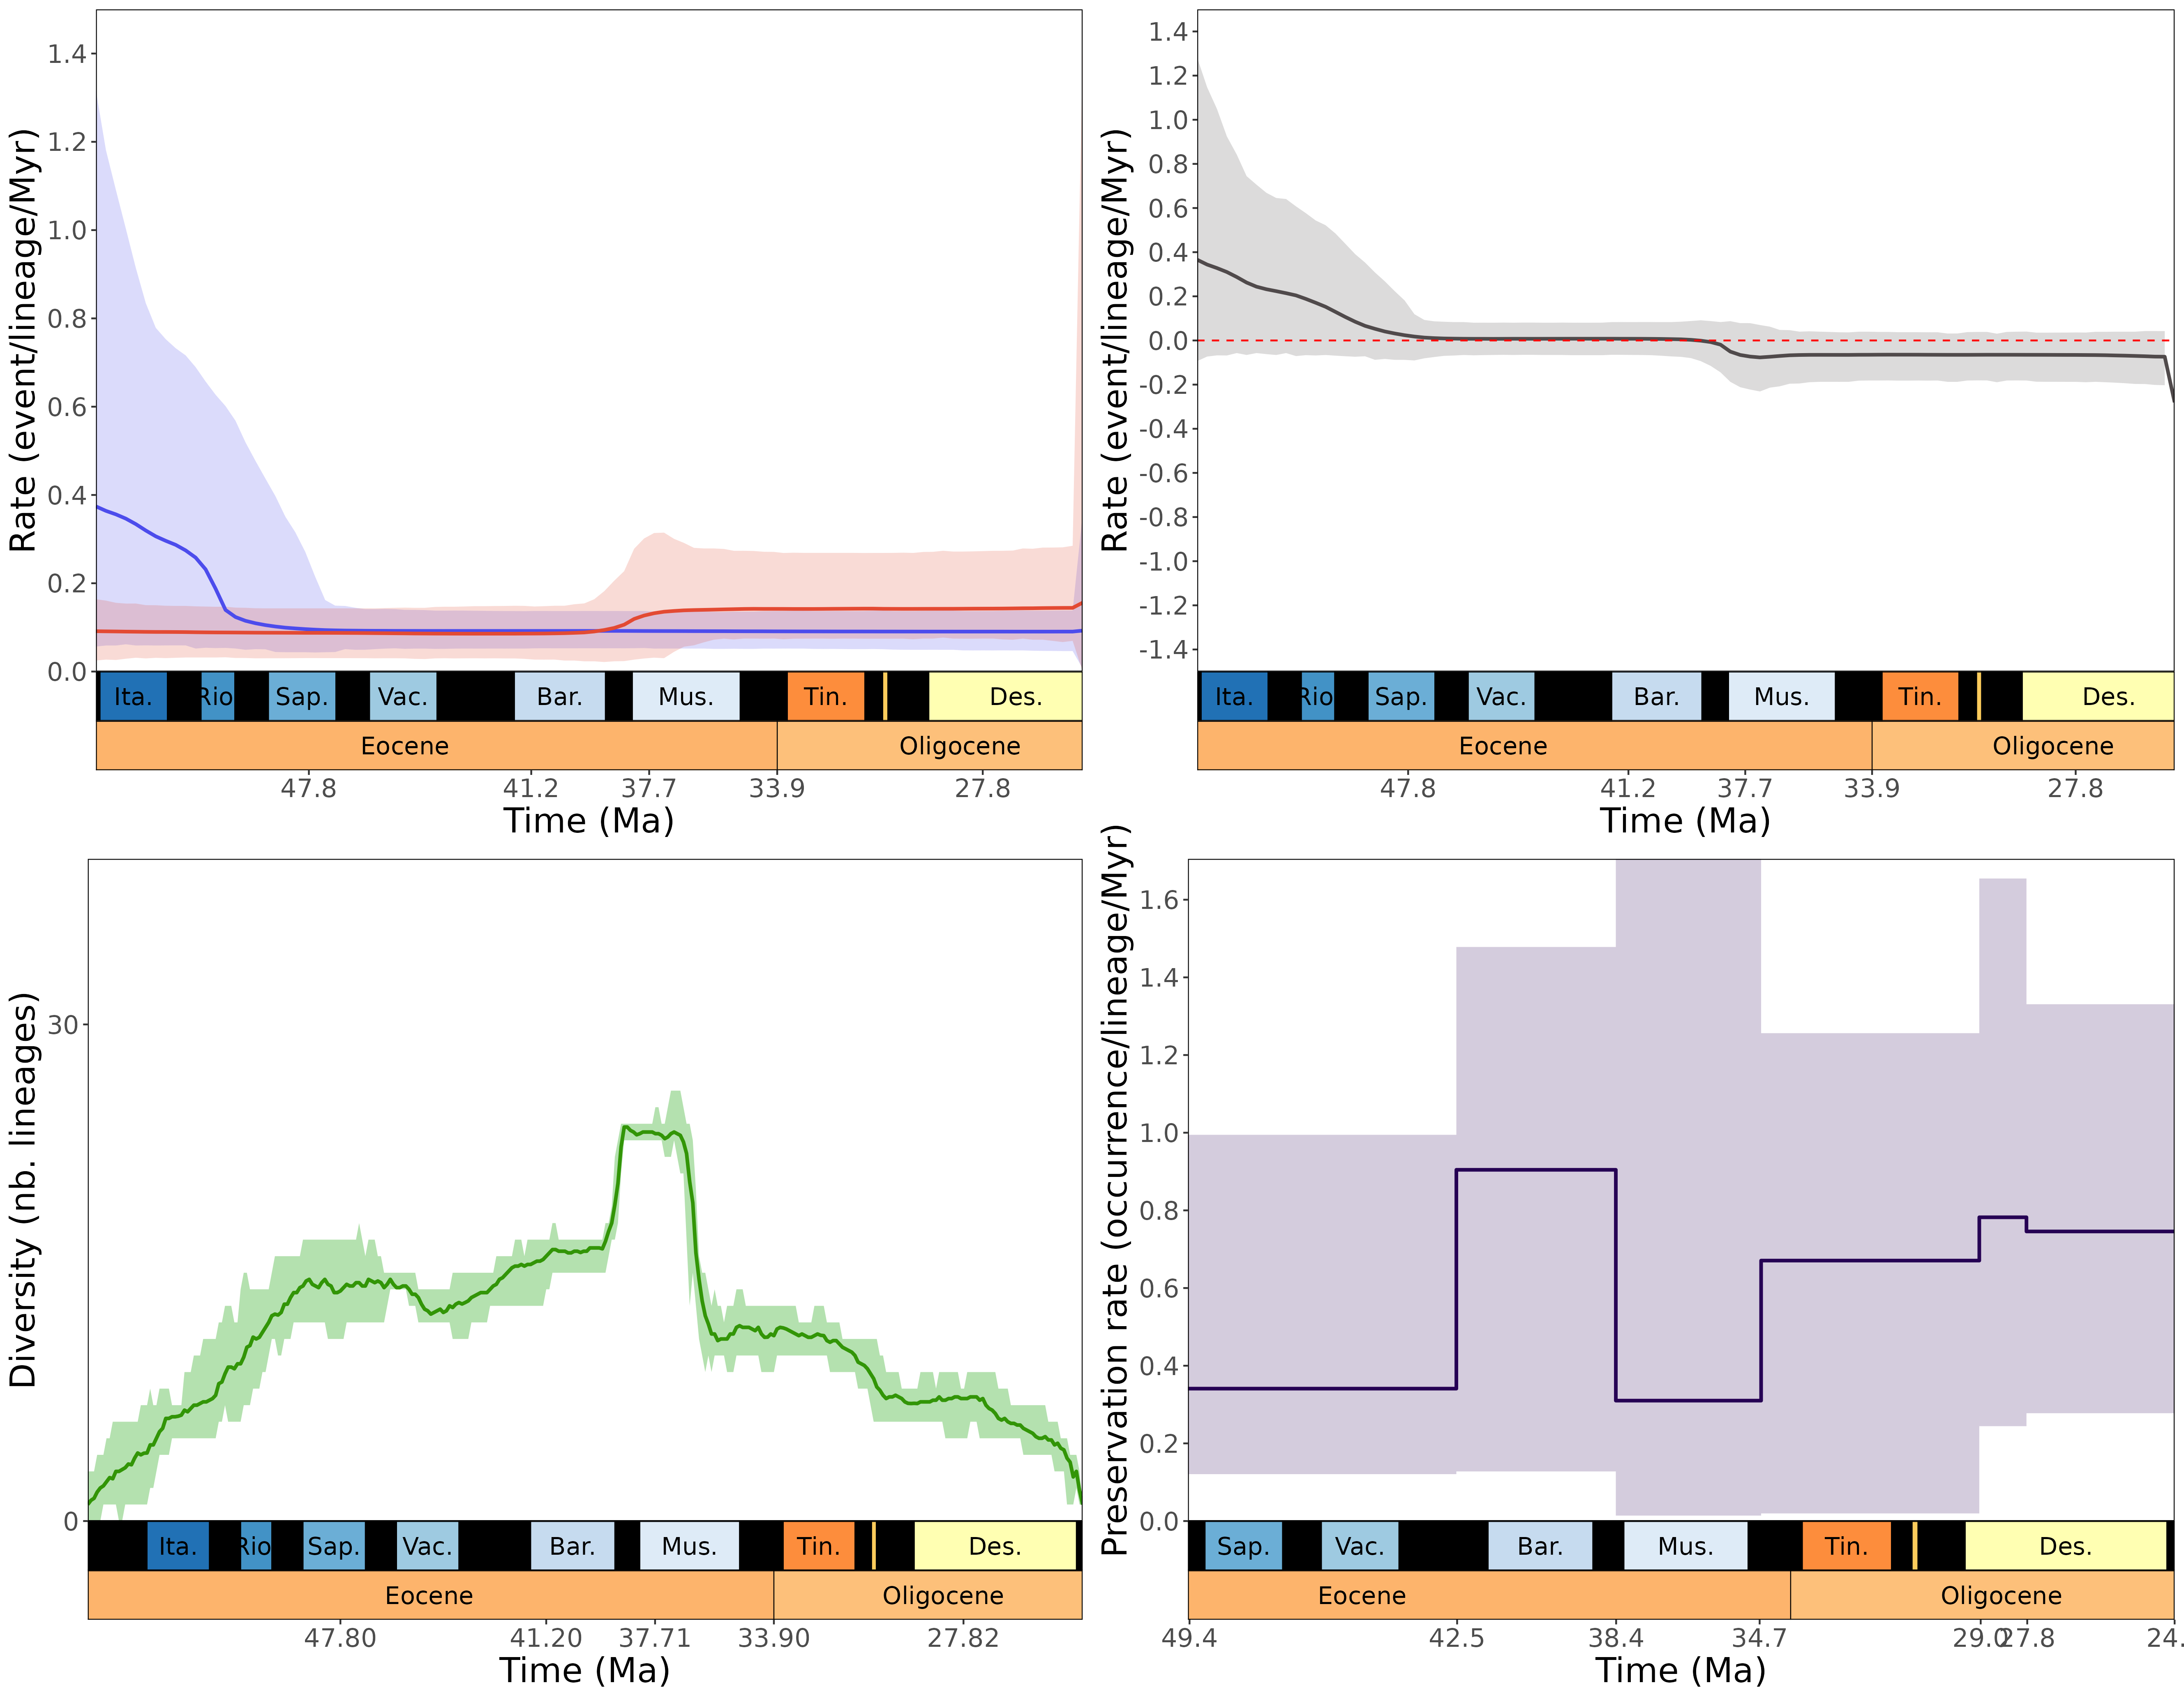 Rate (event/lineage/Myr)
1.4
1.2
1.0
0.8
0.6
0.4
0.2
0.0
Ita. Rio Sap. Vac. Bar. Mus. Tin. Des.
Eocene Oligocene
47.8 41.2 37.7 33.9 27.8
Time (Ma)
Rate (event/lineage/Myr)
1.4
1.2
1.0
0.8
0.6
0.4
0.2
0.0
-0.2
-0.4
-0.6
-0.8
-1.0
-1.2
-1.4
Ita. Rio Sap. Vac. Bar. Mus. Tin. Des.
Eocene Oligocene
47.8 41.2 37.7 33.9 27.8
Time (Ma)
Diversity (nb. lineages)
30
0
Ita. Rio Sap. Vac. Bar. Mus. Tin. Des.
Eocene Oligocene
47.80 41.20 37.71 33.90 27.82
Time (Ma)
Preservation rate (occurrence/lineage/Myr)
1.6
1.4
1.2
1.0
0.8
0.6
0.4
0.2
0.0
Sap. Vac. Bar. Mus. Tin. Des.
Eocene Oligocene
49.4 42.5 38.4 34.7 29.0 27.8 24.
Time (Ma)